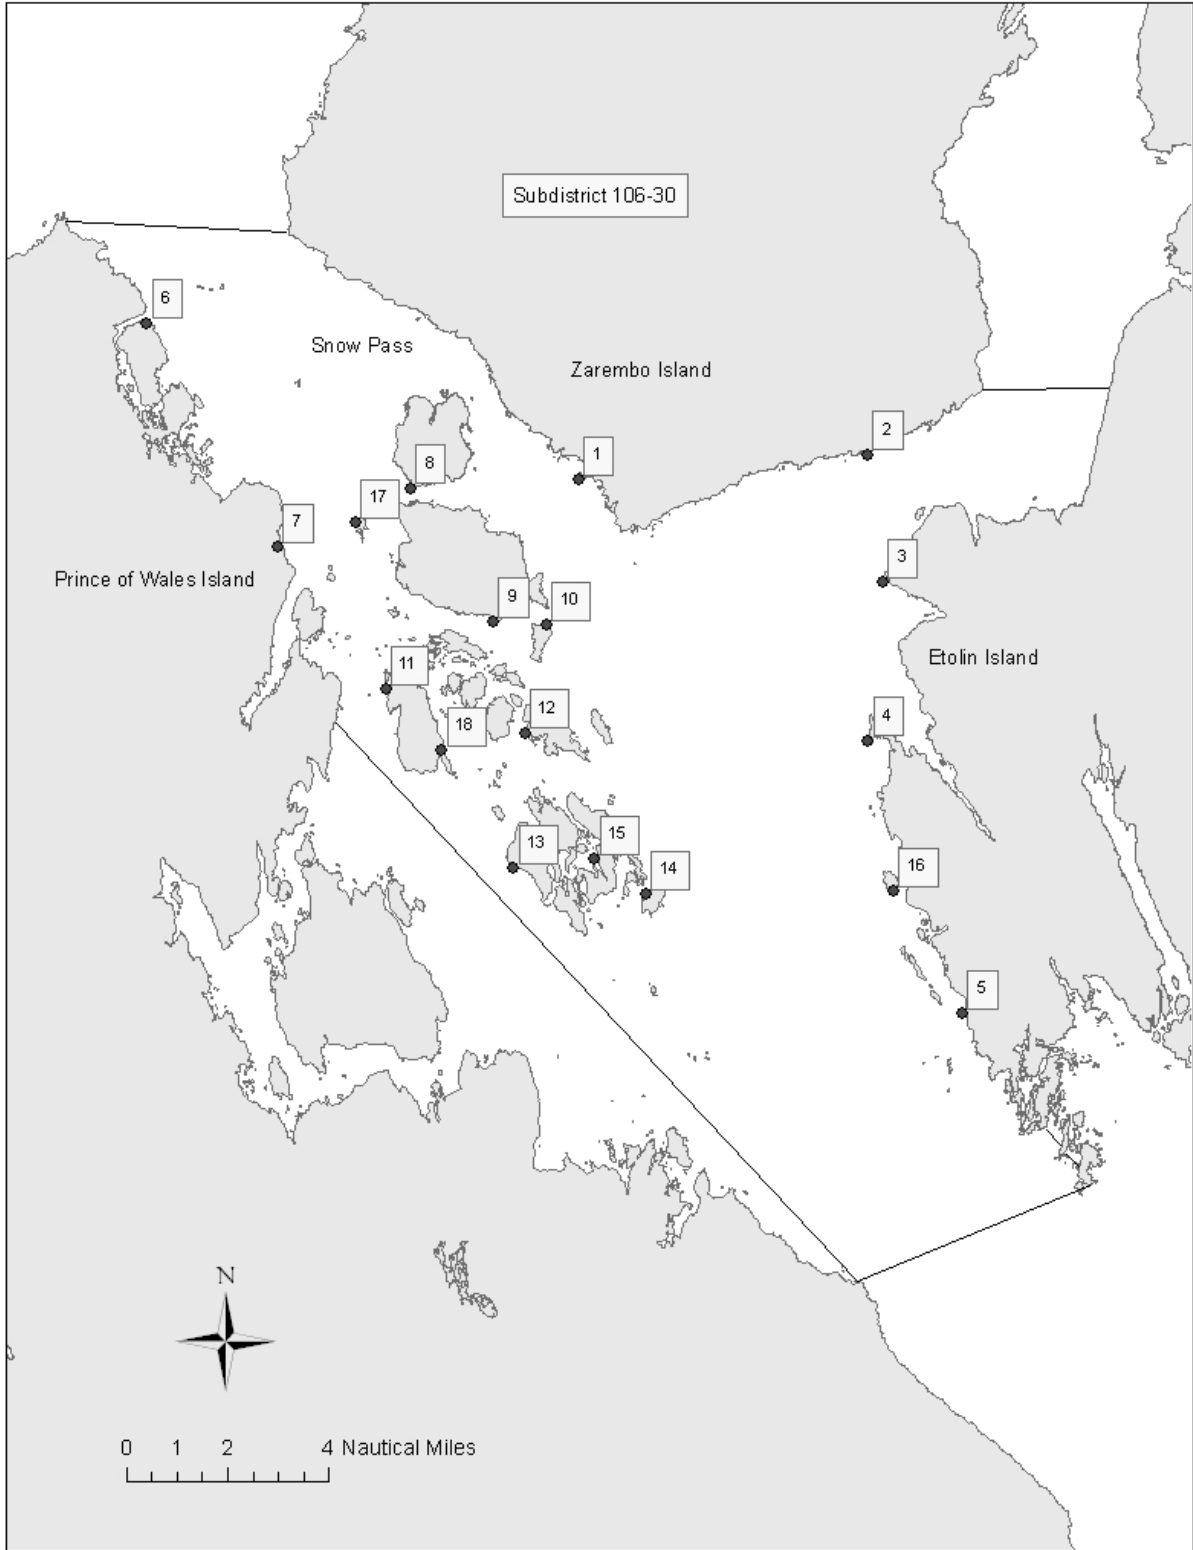 Subdistrict 106-30
6
Snow Pass
Zarembo Island
2
1
8
17
7
3
Prince of Wales Island
9
10
Etolin Island
11
12
4
18
13
15
16
14
5
N
0 1 2 4 Nautical Miles